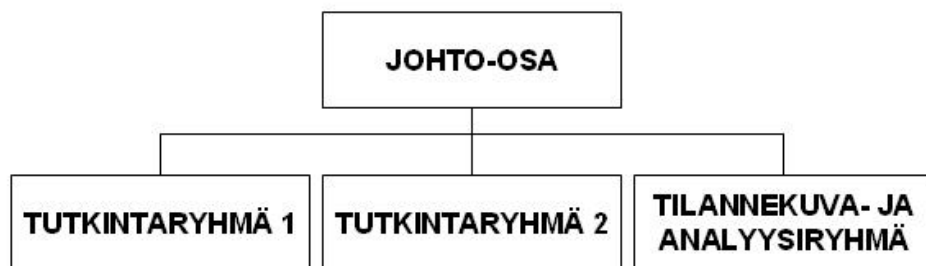 JOHTO-OSA
TUTKINTARYHMÄ 1
TUTKINTARYHMÄ 2
TILANNEKUVA- JA
ANALYYSIRYHMÄ